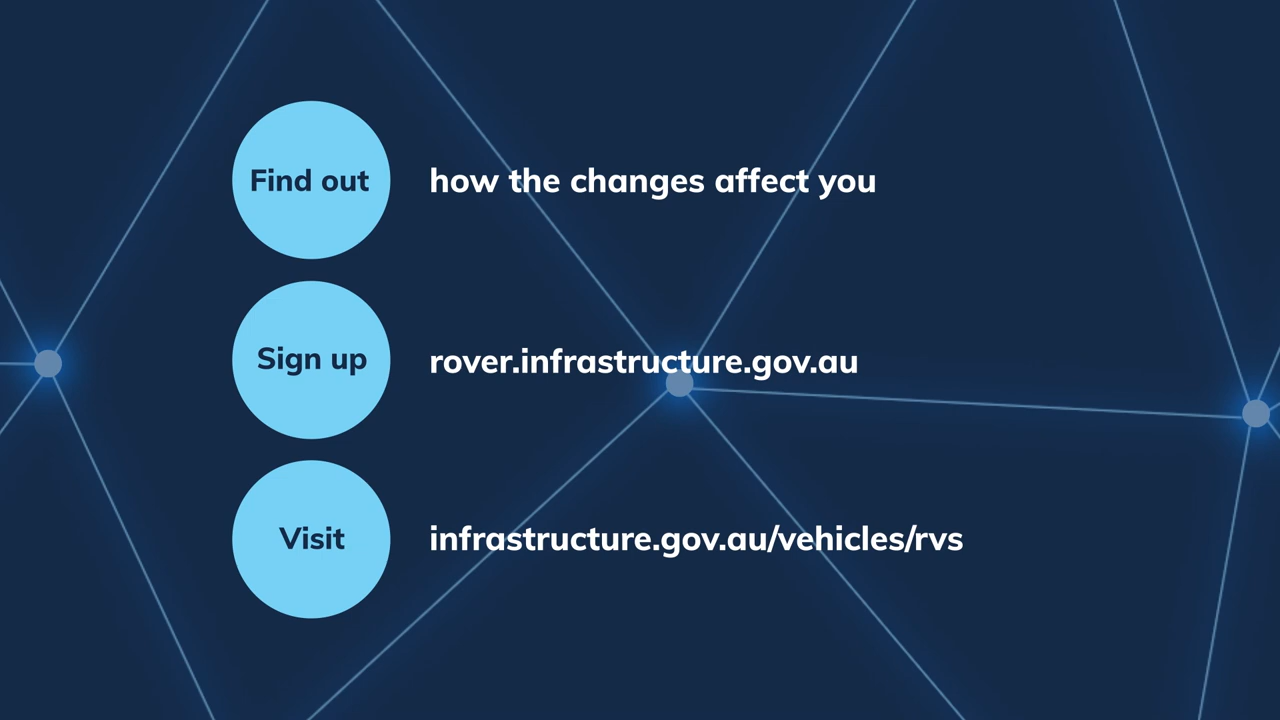 Find out how the changes affect you
Sign up rover.infrastructure.gov.au
Visit infrastructure.gov.au/vehicles/rvs